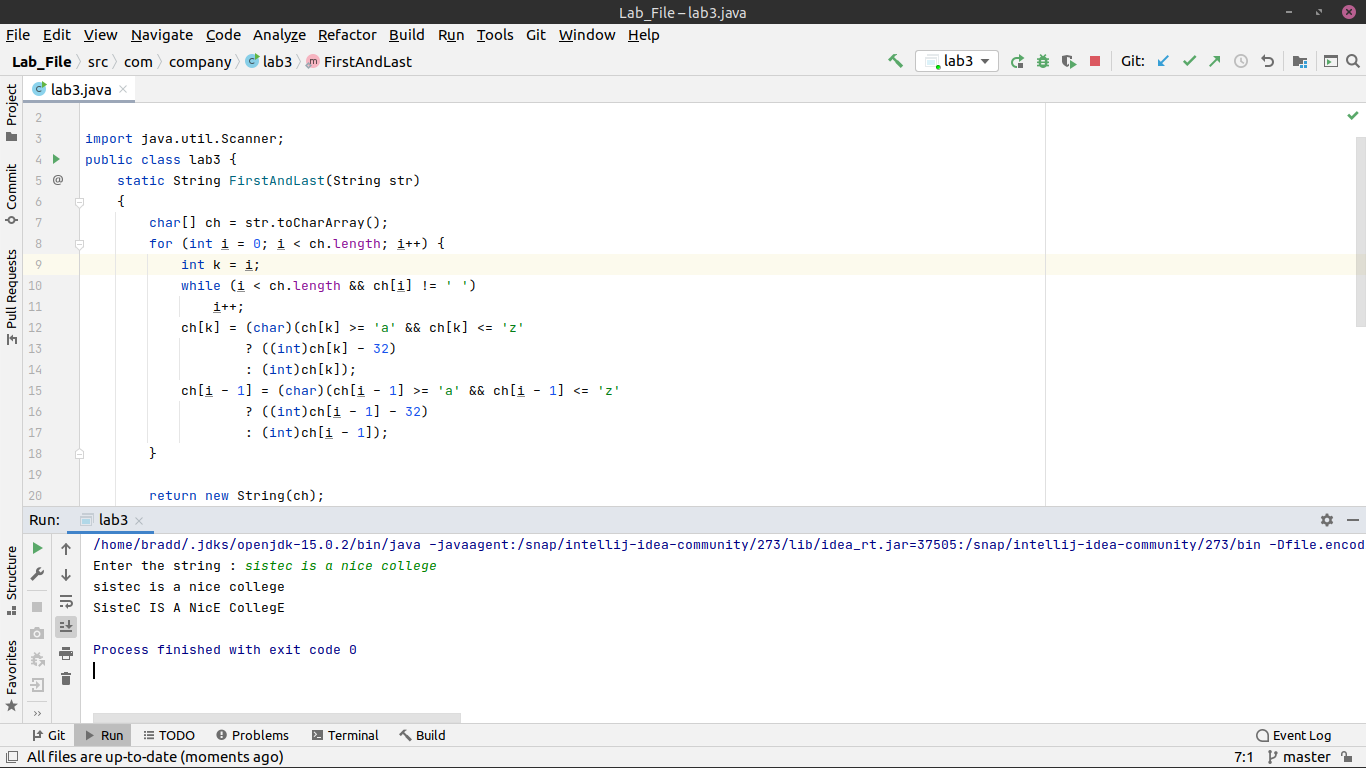 Lab_File – lab3.java
File Edit View Navigate Code Analyze Refactor Build Run Tools Git Window Help
Lab_File src com company lab3 FirstAndLast lab3 Git:
lab3.java
Project
Commit
Pull Requests
Structure
Favorites
2
3 import java.util.Scanner;
4 public class lab3 {
5 @ static String FirstAndLast(String str)
6 {
7 char[] ch = str.toCharArray();
8 for (int i = 0; i < ch.length; i++) {
9 int k = i;
10 while (i < ch.length && ch[i] != ' ')
11 i++;
12 ch[k] = (char)(ch[k] >= 'a' && ch[k] <= 'z'
13 ? ((int)ch[k] - 32)
14 : (int)ch[k]);
15 ch[i - 1] = (char)(ch[i - 1] >= 'a' && ch[i - 1] <= 'z'
16 ? ((int)ch[i - 1] - 32)
17 : (int)ch[i - 1]);
18 }
19
20 return new String(ch);
Run: lab3
/home/bradd/.jdks/openjdk-15.0.2/bin/java -javaagent:/snap/intellij-idea-community/273/lib/idea_rt.jar=37505:/snap/intellij-idea-community/273/bin -Dfile.encod
Enter the string : sistec is a nice college
sistec is a nice college
SisteC IS A NicE CollegE
Process finished with exit code 0
Git Run TODO Problems Terminal Build Event Log
All files are up-to-date (moments ago) 7:1 master